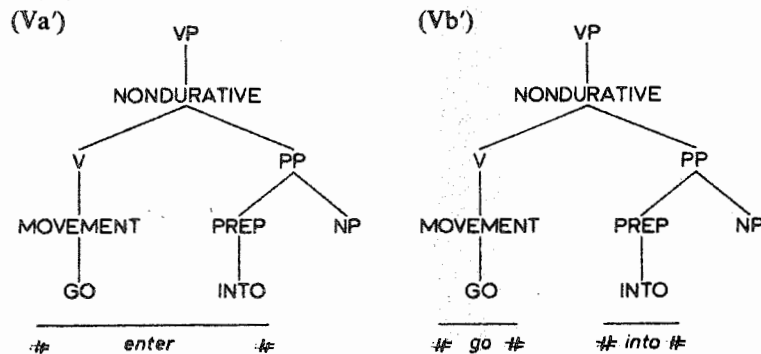 (Va') (Vb')
VP VP
NONDURATIVE NONDURATIVE
V PP V PP
MOVEMENT PREP NP MOVEMENT PREP NP
GO INTO GO INTO
# enter # # go # # into #